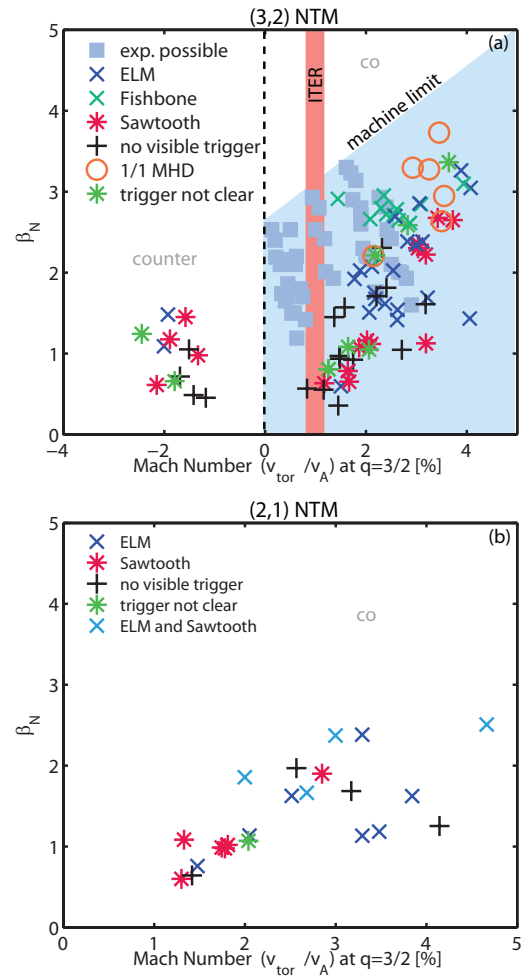 (3,2) NTM
(a)
exp. possible
ELM
Fishbone
Sawtooth
no visible trigger
1/1 MHD
trigger not clear
co
ITER
machine limit
counter
β_N
5
4
3
2
1
0
−4 −2 0 2 4
Mach Number (v_tor /v_A) at q=3/2 [%]
(2,1) NTM
(b)
ELM
Sawtooth
no visible trigger
trigger not clear
ELM and Sawtooth
co
β_N
5
4
3
2
1
0
0 1 2 3 4 5
Mach Number (v_tor /v_A) at q=3/2 [%]